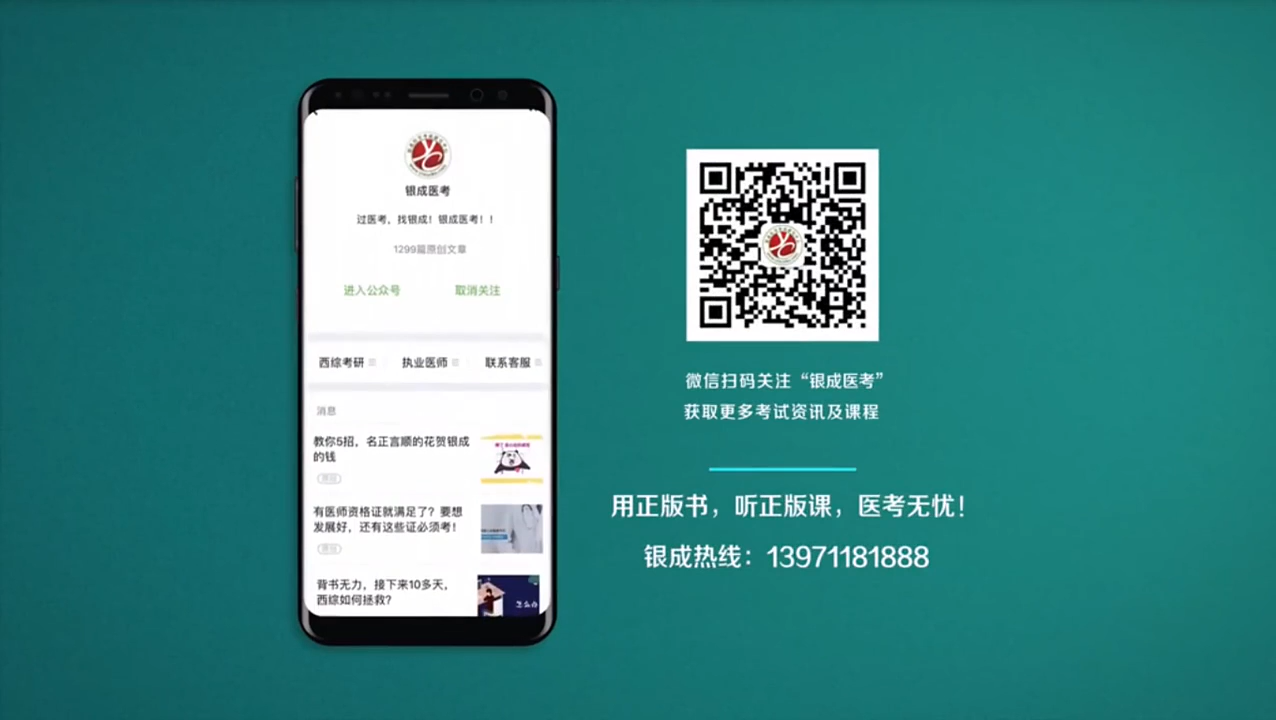 银成医考
过医考，找银成！银成医考！！
1299篇原创文章
进入公众号 取消关注
西综考研 执业医师 联系客服
消息
教你5招，名正言顺的花贺银成
的钱
原创
有医师资格证就满足了？要想
发展好，还有这些证必须考！
原创
背书无力，接下来10多天，
西综如何拯救？
怎么办
微信扫码关注“银成医考”
获取更多考试资讯及课程
用正版书，听正版课，医考无忧！
银成热线：13971181888